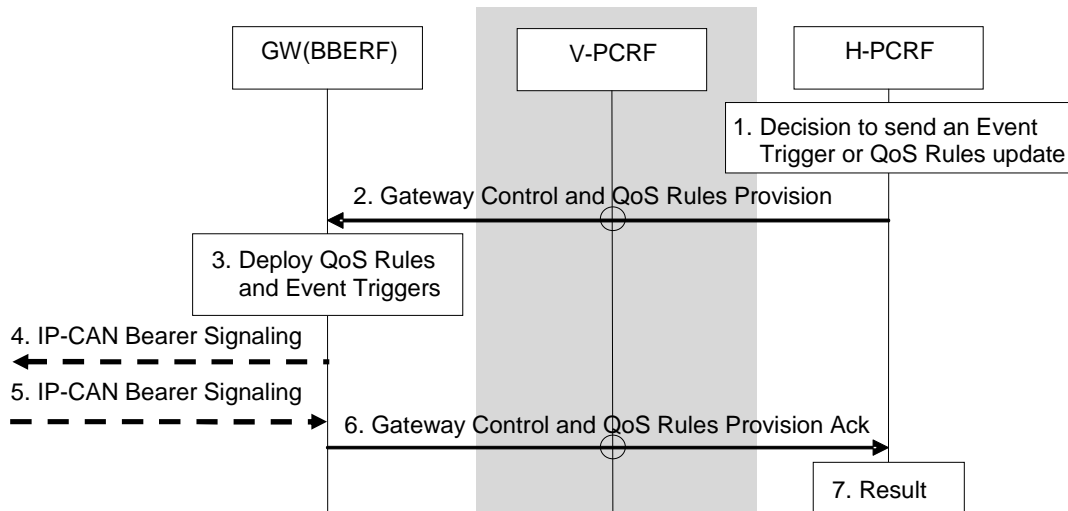 GW(BBERF)
V-PCRF
H-PCRF
1. Decision to send an Event
Trigger or QoS Rules update
2. Gateway Control and QoS Rules Provision
3. Deploy QoS Rules
and Event Triggers
4. IP-CAN Bearer Signaling
5. IP-CAN Bearer Signaling
6. Gateway Control and QoS Rules Provision Ack
7. Result